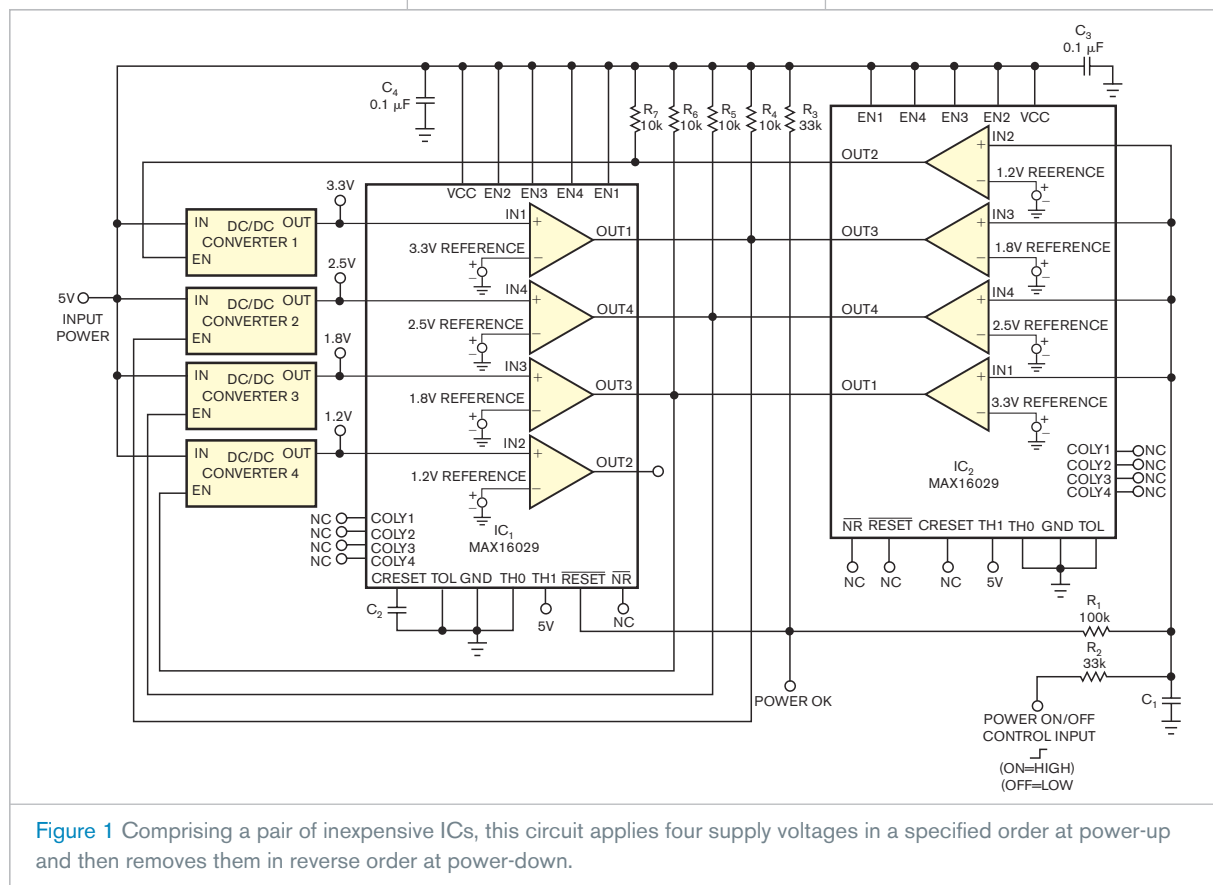 C3
0.1 µF
C4
0.1 µF
R7
10k
R6
10k
R5
10k
R4
10k
R3
33k
EN1 EN4 EN3 EN2 VCC
IN2
OUT2
1.2V REERENCE
+
–
3.3V
VCC EN2 EN3 EN4 EN1
IN DC/DC OUT
CONVERTER 1
EN
IN1
OUT1
3.3V REFERENCE
+
–
OUT3
IN3
1.8V REFERENCE
+
–
2.5V
5V
INPUT
POWER
IN DC/DC OUT
CONVERTER 2
EN
IN4
OUT4
2.5V REFERENCE
+
–
OUT4
IN4
2.5V REFERENCE
+
–
1.8V
IN DC/DC OUT
CONVERTER 3
EN
IN3
OUT3
1.8V REFERENCE
+
–
OUT1
IN1
3.3V REFERENCE
+
–
1.2V
IN DC/DC OUT
CONVERTER 4
EN
IN2
OUT2
1.2V REFERENCE
+
–
IC1
MAX16029
NC COLY1
NC COLY2
NC COLY3
NC COLY4
CRESET TOL GND TH0 TH1 RESET NR
C2
5V
NC
IC2
MAX16029
COLY1 NC
COLY2 NC
COLY3 NC
COLY4 NC
NR RESET CRESET TH1 TH0 GND TOL
NC NC NC 5V
R1
100k
R2
33k
POWER OK
C1
POWER ON/OFF
CONTROL INPUT
(ON=HIGH)
(OFF=LOW
Figure 1 Comprising a pair of inexpensive ICs, this circuit applies four supply voltages in a specified order at power-up
and then removes them in reverse order at power-down.